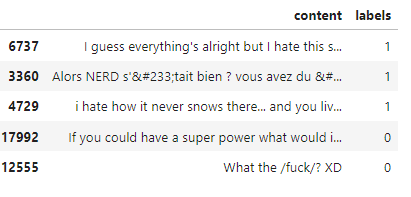 content labels
6737 I guess everything's alright but I hate this s... 1
3360 Alors NERD s'&#233;tait bien ? vous avez du &#... 1
4729 i hate how it never snows there... and you liv... 1
17992 If you could have a super power what would i... 0
12555 What the /fuck/? XD 0